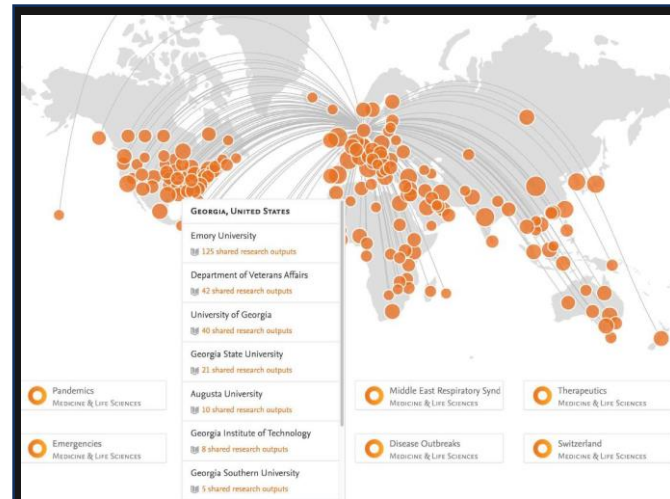 GEORGIA, UNITED STATES
Emory University
125 shared research outputs
Department of Veterans Affairs
42 shared research outputs
University of Georgia
40 shared research outputs
Georgia State University
21 shared research outputs
Augusta University
10 shared research outputs
Georgia Institute of Technology
8 shared research outputs
Georgia Southern University
5 shared research outputs
Pandemics
MEDICINE & LIFE SCIENCES
Middle East Respiratory Synd
MEDICINE & LIFE SCIENCES
Therapeutics
MEDICINE & LIFE SCIENCES
Emergencies
MEDICINE & LIFE SCIENCES
Disease Outbreaks
MEDICINE & LIFE SCIENCES
Switzerland
MEDICINE & LIFE SCIENCES